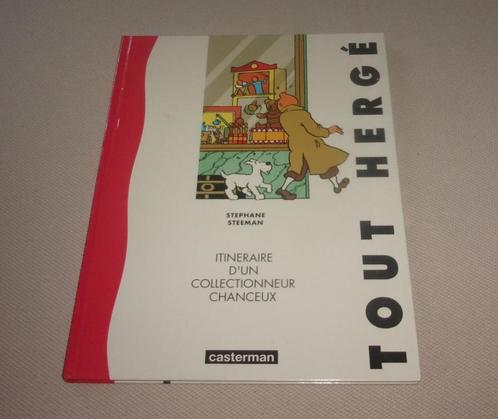 TOUT HERGÉ
STEPHANE
STEEMAN
ITINERAIRE
D'UN
COLLECTIONNEUR
CHANCEUX
casterman